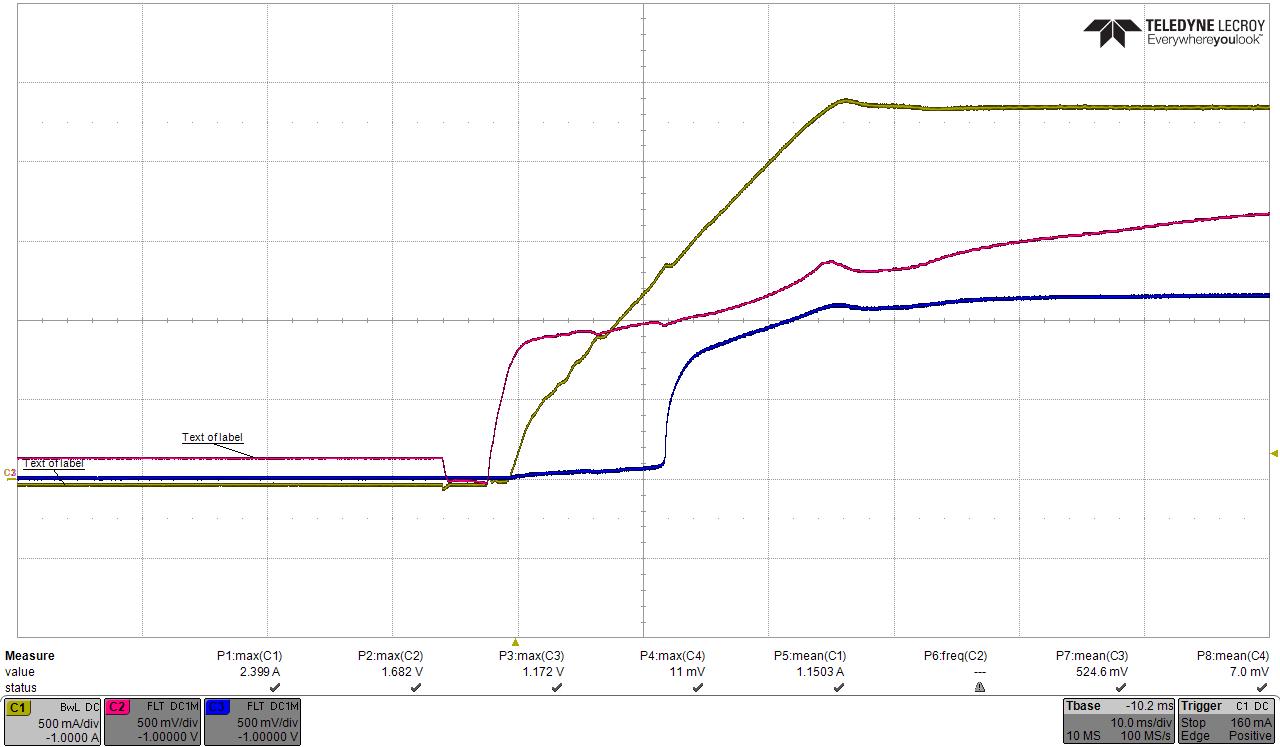 TELEDYNE LECROY
Everywhereyoulook™
Text of label
Text of label
Measure P1:max(C1) P2:max(C2) P3:max(C3) P4:max(C4) P5:mean(C1) P6:freq(C2) P7:mean(C3) P8:mean(C4)
value 2.399 A 1.682 V 1.172 V 11 mV 1.1503 A --- 524.6 mV 7.0 mV
status
C1 BwL DC C2 FLT DC1M C3 FLT DC1M Tbase -10.2 ms Trigger C1 DC
500 mA/div 500 mV/div 500 mV/div 10.0 ms/div Stop 160 mA
-1.0000 A -1.00000 V -1.00000 V 10 MS 100 MS/s Edge Positive